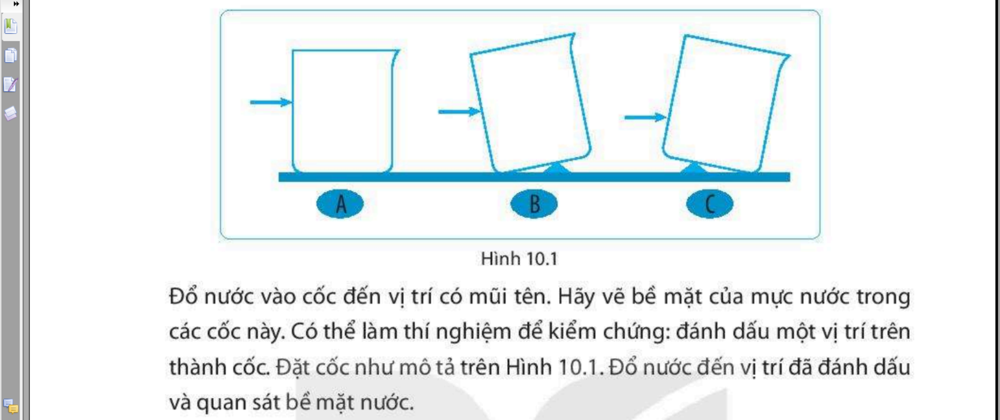 A
B
C
Hình 10.1
Đổ nước vào cốc đến vị trí có mũi tên. Hãy vẽ bề mặt của mực nước trong
các cốc này. Có thể làm thí nghiệm để kiểm chứng: đánh dấu một vị trí trên
thành cốc. Đặt cốc như mô tả trên Hình 10.1. Đổ nước đến vị trí đã đánh dấu
và quan sát bề mặt nước.